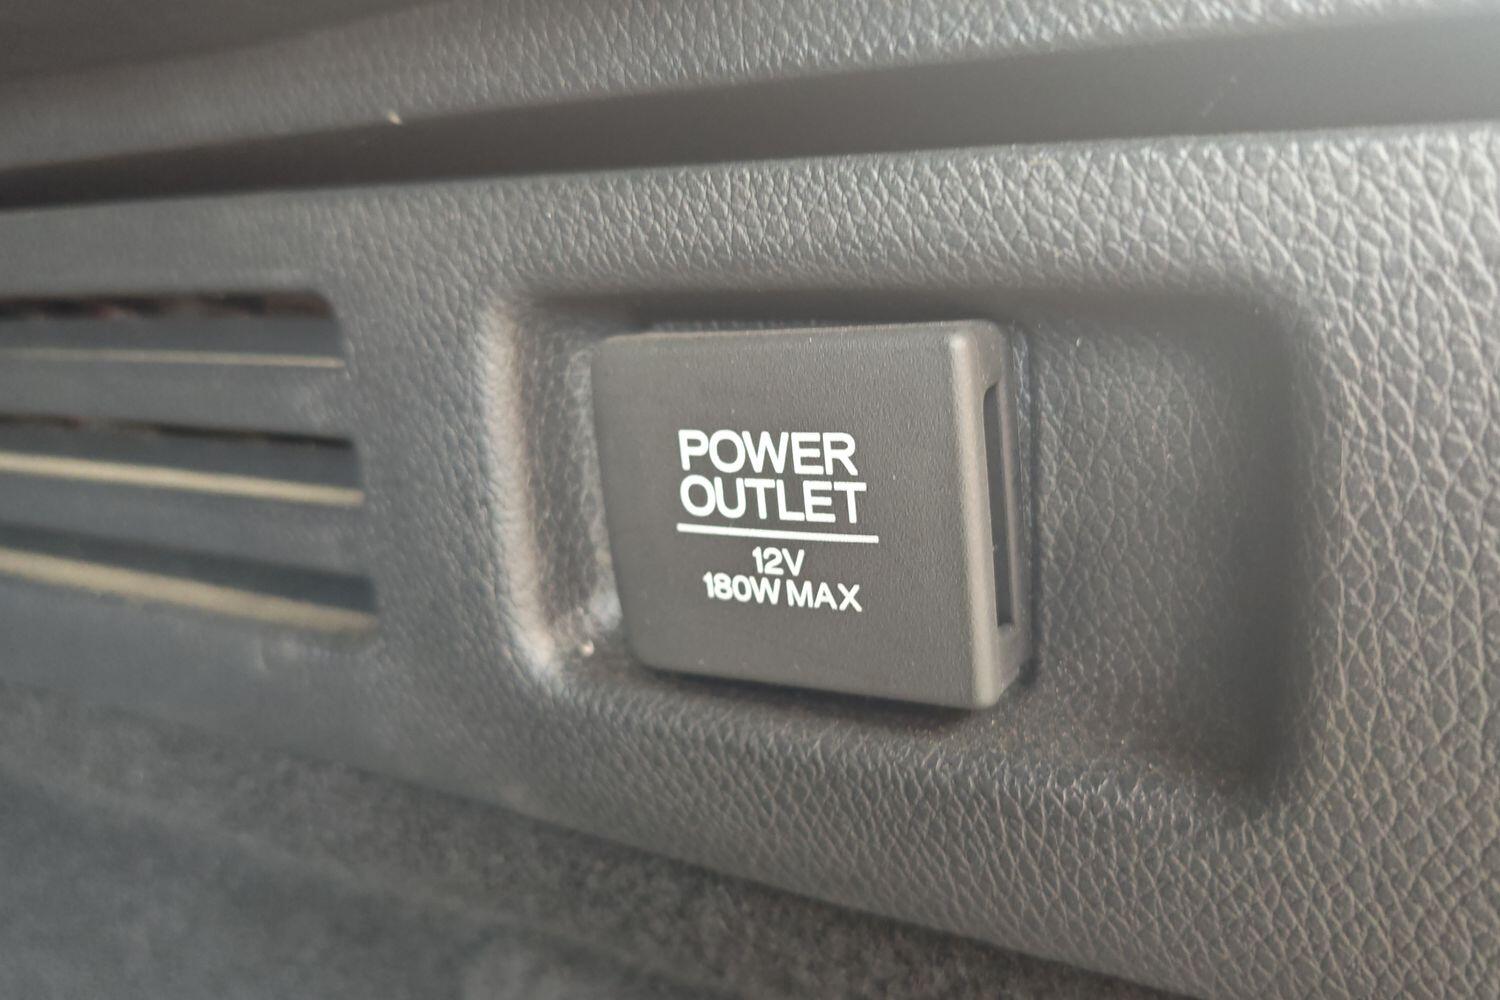 POWER
OUTLET
12V
180W MAX